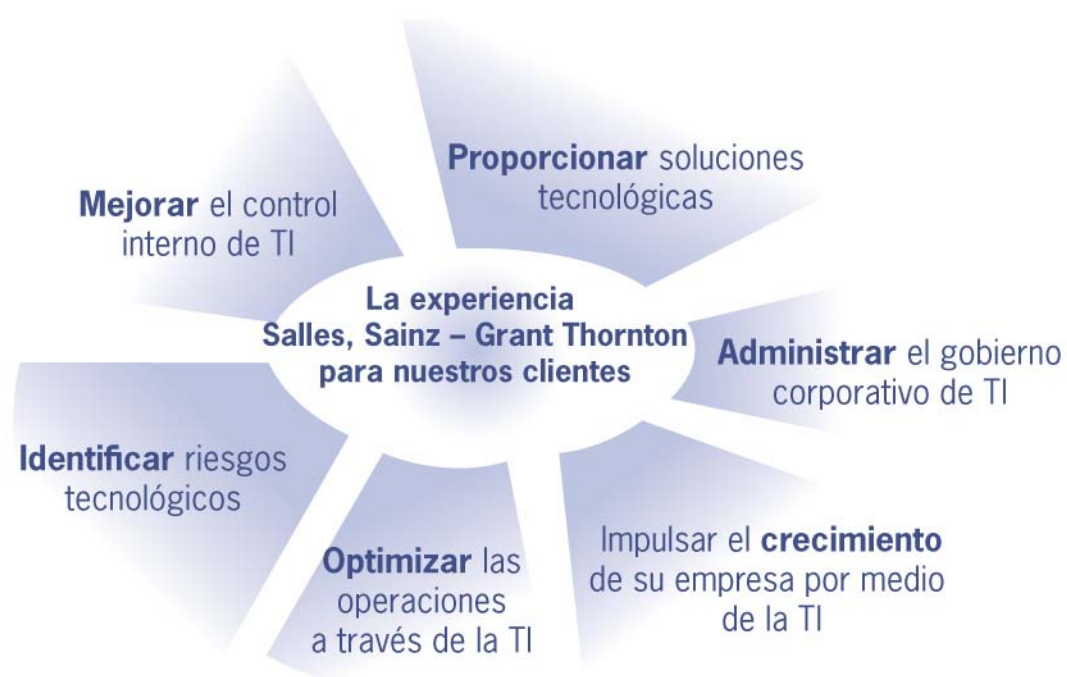 Proporcionar soluciones
tecnológicas
Mejorar el control
interno de TI
La experiencia
Salles, Sainz – Grant Thornton
para nuestros clientes
Administrar el gobierno
corporativo de TI
Identificar riesgos
tecnológicos
Optimizar las
operaciones
a través de la TI
Impulsar el crecimiento
de su empresa por medio
de la TI